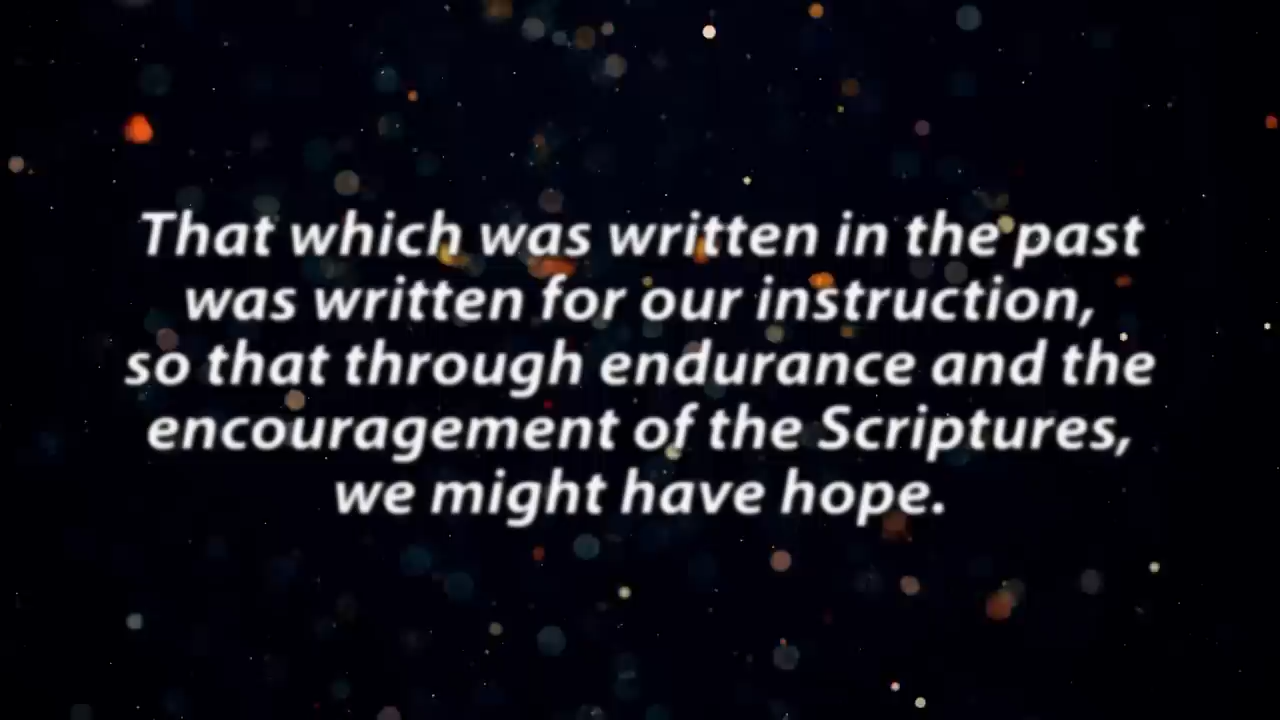 That which was written in the past
was written for our instruction,
so that through endurance and the
encouragement of the Scriptures,
we might have hope.